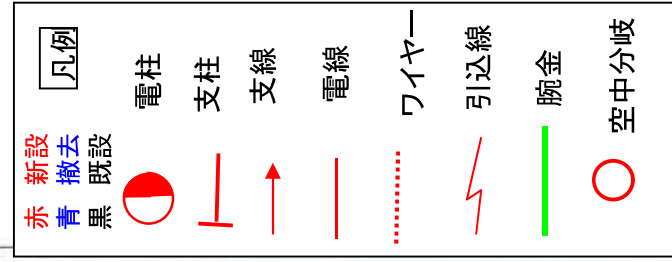 凡例
赤 新設
青 撤去
黒 既設
電柱
支柱
支線
電線
ワイヤー
引込線
腕金
空中分岐